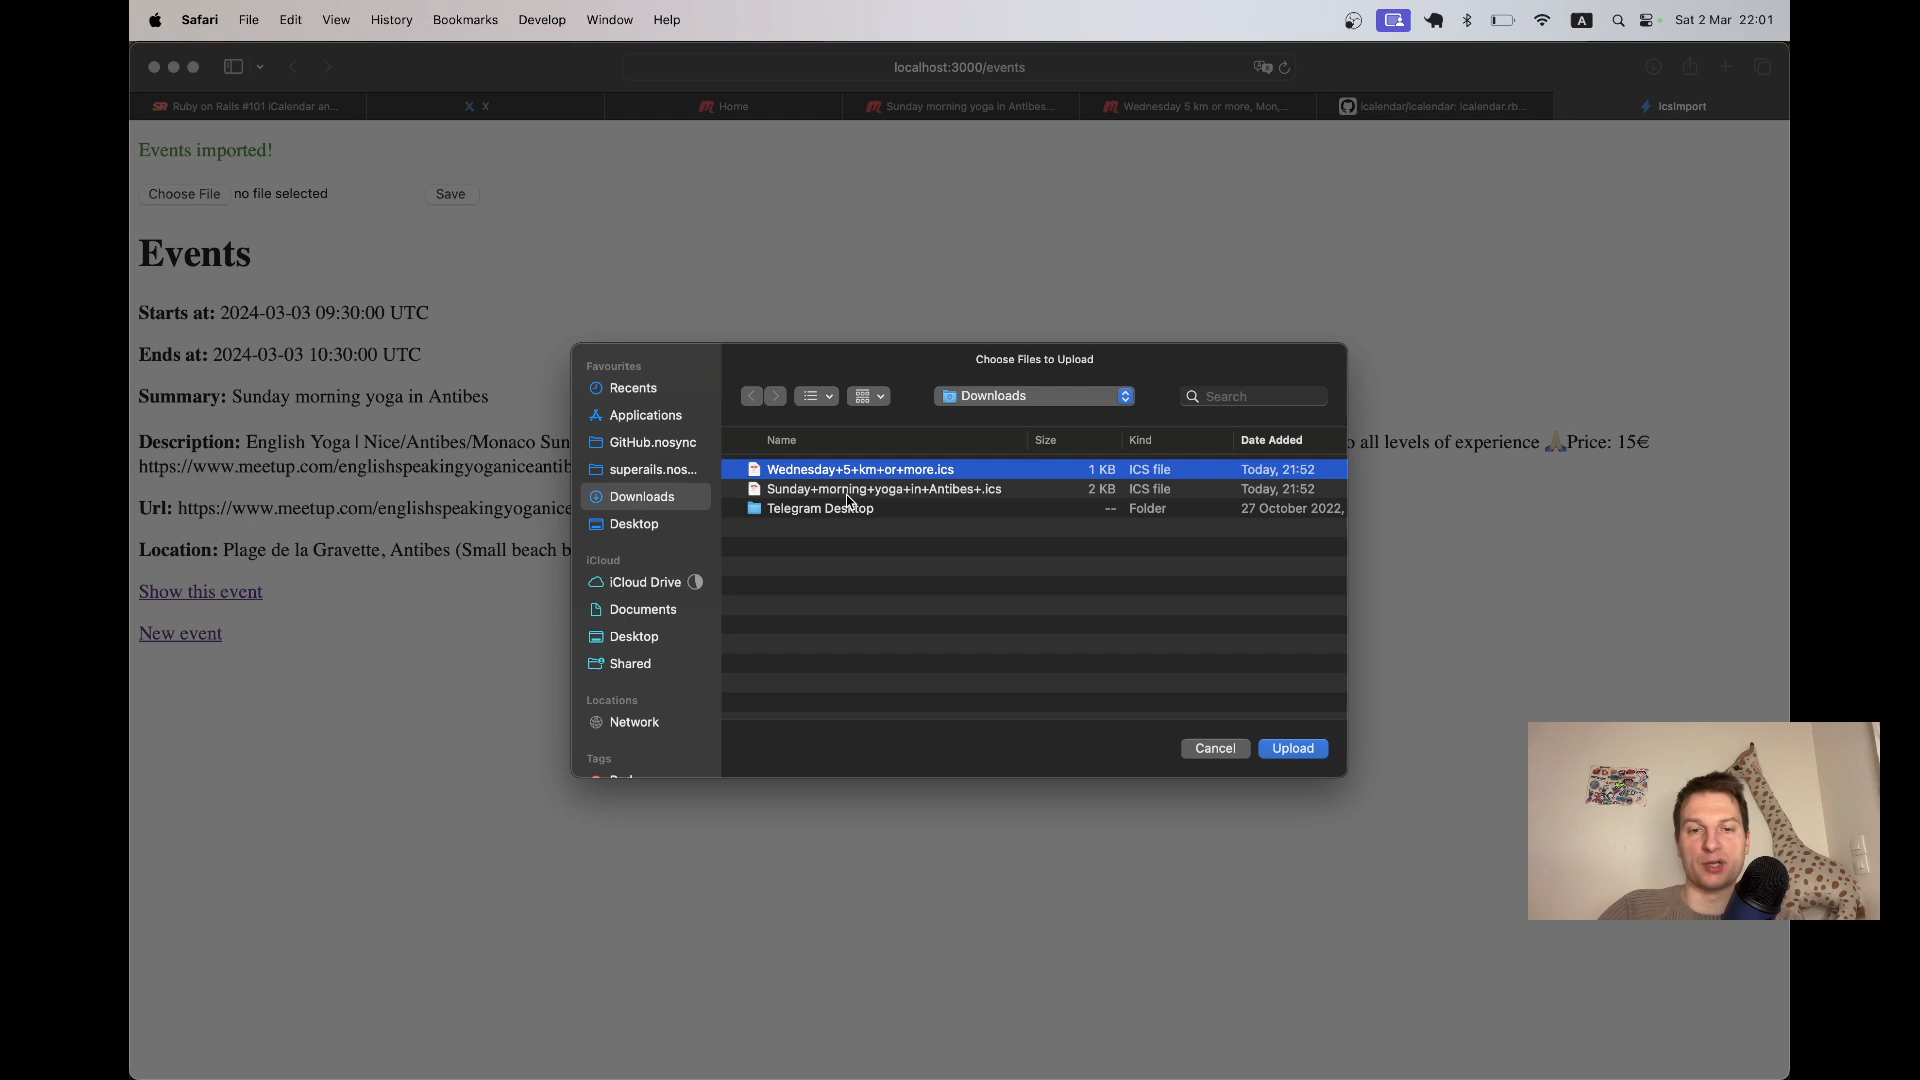 Safari File Edit View History Bookmarks Develop Window Help
A Sat 2 Mar 22:01
localhost:3000/events
SR Ruby on Rails #101 iCalendar an...
X
Home
Sunday morning yoga in Antibes...
Wednesday 5 km or more, Mon,...
icalendar/icalendar: icalendar.rb...
IcsImport
Events imported!
Choose File no file selected Save
Events
Starts at: 2024-03-03 09:30:00 UTC
Ends at: 2024-03-03 10:30:00 UTC
Summary: Sunday morning yoga in Antibes
Description: English Yoga | Nice/Antibes/Monaco Sun
o all levels of experience 🙏🏼Price: 15€
https://www.meetup.com/englishspeakingyoganiceantib
Url: https://www.meetup.com/englishspeakingyoganice
Location: Plage de la Gravette, Antibes (Small beach b
Show this event
New event
Choose Files to Upload
Favourites
Recents
Applications
GitHub.nosync
superails.nos...
Downloads
Desktop
iCloud
iCloud Drive
Documents
Desktop
Shared
Locations
Network
Tags
Downloads
Search
Name Size Kind Date Added
Wednesday+5+km+or+more.ics 1 KB ICS file Today, 21:52
Sunday+morning+yoga+in+Antibes+.ics 2 KB ICS file Today, 21:52
Telegram Desktop -- Folder 27 October 2022,
Cancel Upload